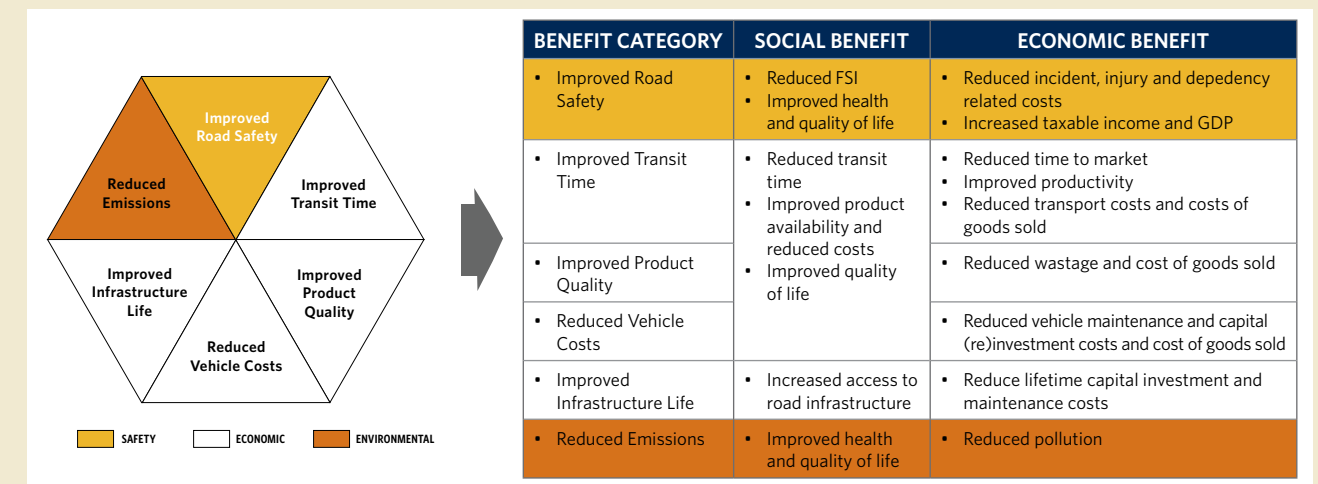 Improved
Road Safety
Reduced
Emissions
Improved
Transit Time
Improved
Infrastructure
Life
Improved
Product
Quality
Reduced
Vehicle Costs
SAFETY
ECONOMIC
ENVIRONMENTAL
BENEFIT CATEGORY
SOCIAL BENEFIT
ECONOMIC BENEFIT
• Improved Road
Safety
• Reduced FSI
• Improved health
and quality of life
• Reduced incident, injury and depedency
related costs
• Increased taxable income and GDP
• Improved Transit
Time
• Reduced transit
time
• Improved product
availability and
reduced costs
• Improved quality
of life
• Reduced time to market
• Improved productivity
• Reduced transport costs and costs of
goods sold
• Improved Product
Quality
• Reduced wastage and cost of goods sold
• Reduced Vehicle
Costs
• Reduced vehicle maintenance and capital
(re)investment costs and cost of goods sold
• Improved
Infrastructure Life
• Increased access to
road infrastructure
• Reduce lifetime capital investment and
maintenance costs
• Reduced Emissions
• Improved health
and quality of life
• Reduced pollution